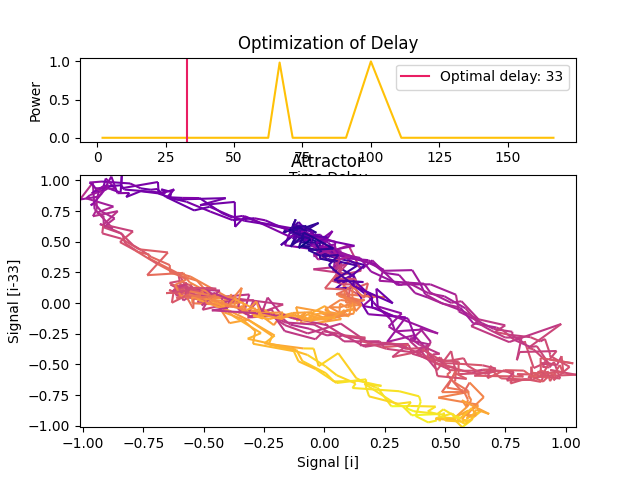 Optimization of Delay
Power
1.0
0.5
0.0
Optimal delay: 33
0 25 50 75 100 125 150
Time Delay
Attractor
Signal [i-33]
1.00
0.75
0.50
0.25
0.00
−0.25
−0.50
−0.75
−1.00
−1.00 −0.75 −0.50 −0.25 0.00 0.25 0.50 0.75 1.00
Signal [i]